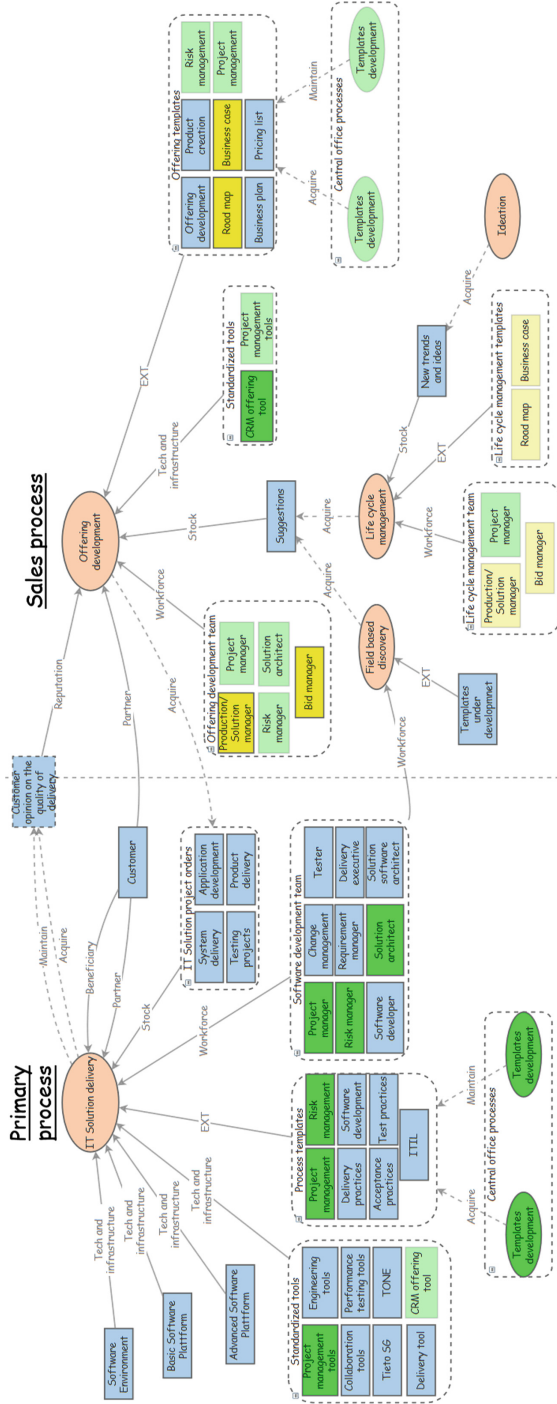 Primary
process
Sales process
Customer
opinion on the
quality of
delivery
Reputation
Maintain
Acquire
Beneficiary
Partner
Customer
Partner
IT Solution delivery
Offering
development
Tech and
infrastructure
Tech and
infrastructure
Tech and
infrastructure
Tech and
infrastructure
Software
Environment
Basic Software
Plattform
Advanced Software
Plattform
EXT
Workforce
Stock
Acquire
Workforce
Stock
Tech and
infrastructure
EXT
IT Solution project orders
System
delivery
Application
development
Testing
projects
Product
delivery
Offering development team
Production/
Solution
manager
Project
manager
Risk
manager
Solution
architect
Bid manager
Suggestions
Standardized tools
CRM offering
tool
Project
management
tools
Offering templates
Offering
development
Product
creation
Risk
management
Road map
Business case
Project
management
Business plan
Pricing list
Acquire
Maintain
Central office processes
Templates
development
Templates
development
Standardized tools
Project
management
tools
Engineering
tools
Collaboration
tools
Performance
testing tools
Tieto SG
TONE
Delivery tool
CRM offering
tool
Process templates
Project
management
Risk
management
Delivery
practices
Software
development
Acceptance
practices
Test practices
ITIL
Software development team
Project
manager
Change
management
Tester
Risk manager
Requirement
manager
Delivery
executive
Software
developer
Solution
architect
Solution
software
architect
Workforce
Acquire
Acquire
Field based
discovery
Life cycle
management
EXT
Templates
under
developmnet
Workforce
Stock
EXT
New trends
and ideas
Acquire
Ideation
Life cycle management team
Production/
Solution
manager
Project
manager
Bid manager
Life cycle management templates
Road map
Business case
Acquire
Maintain
Central office processes
Templates
development
Templates
development